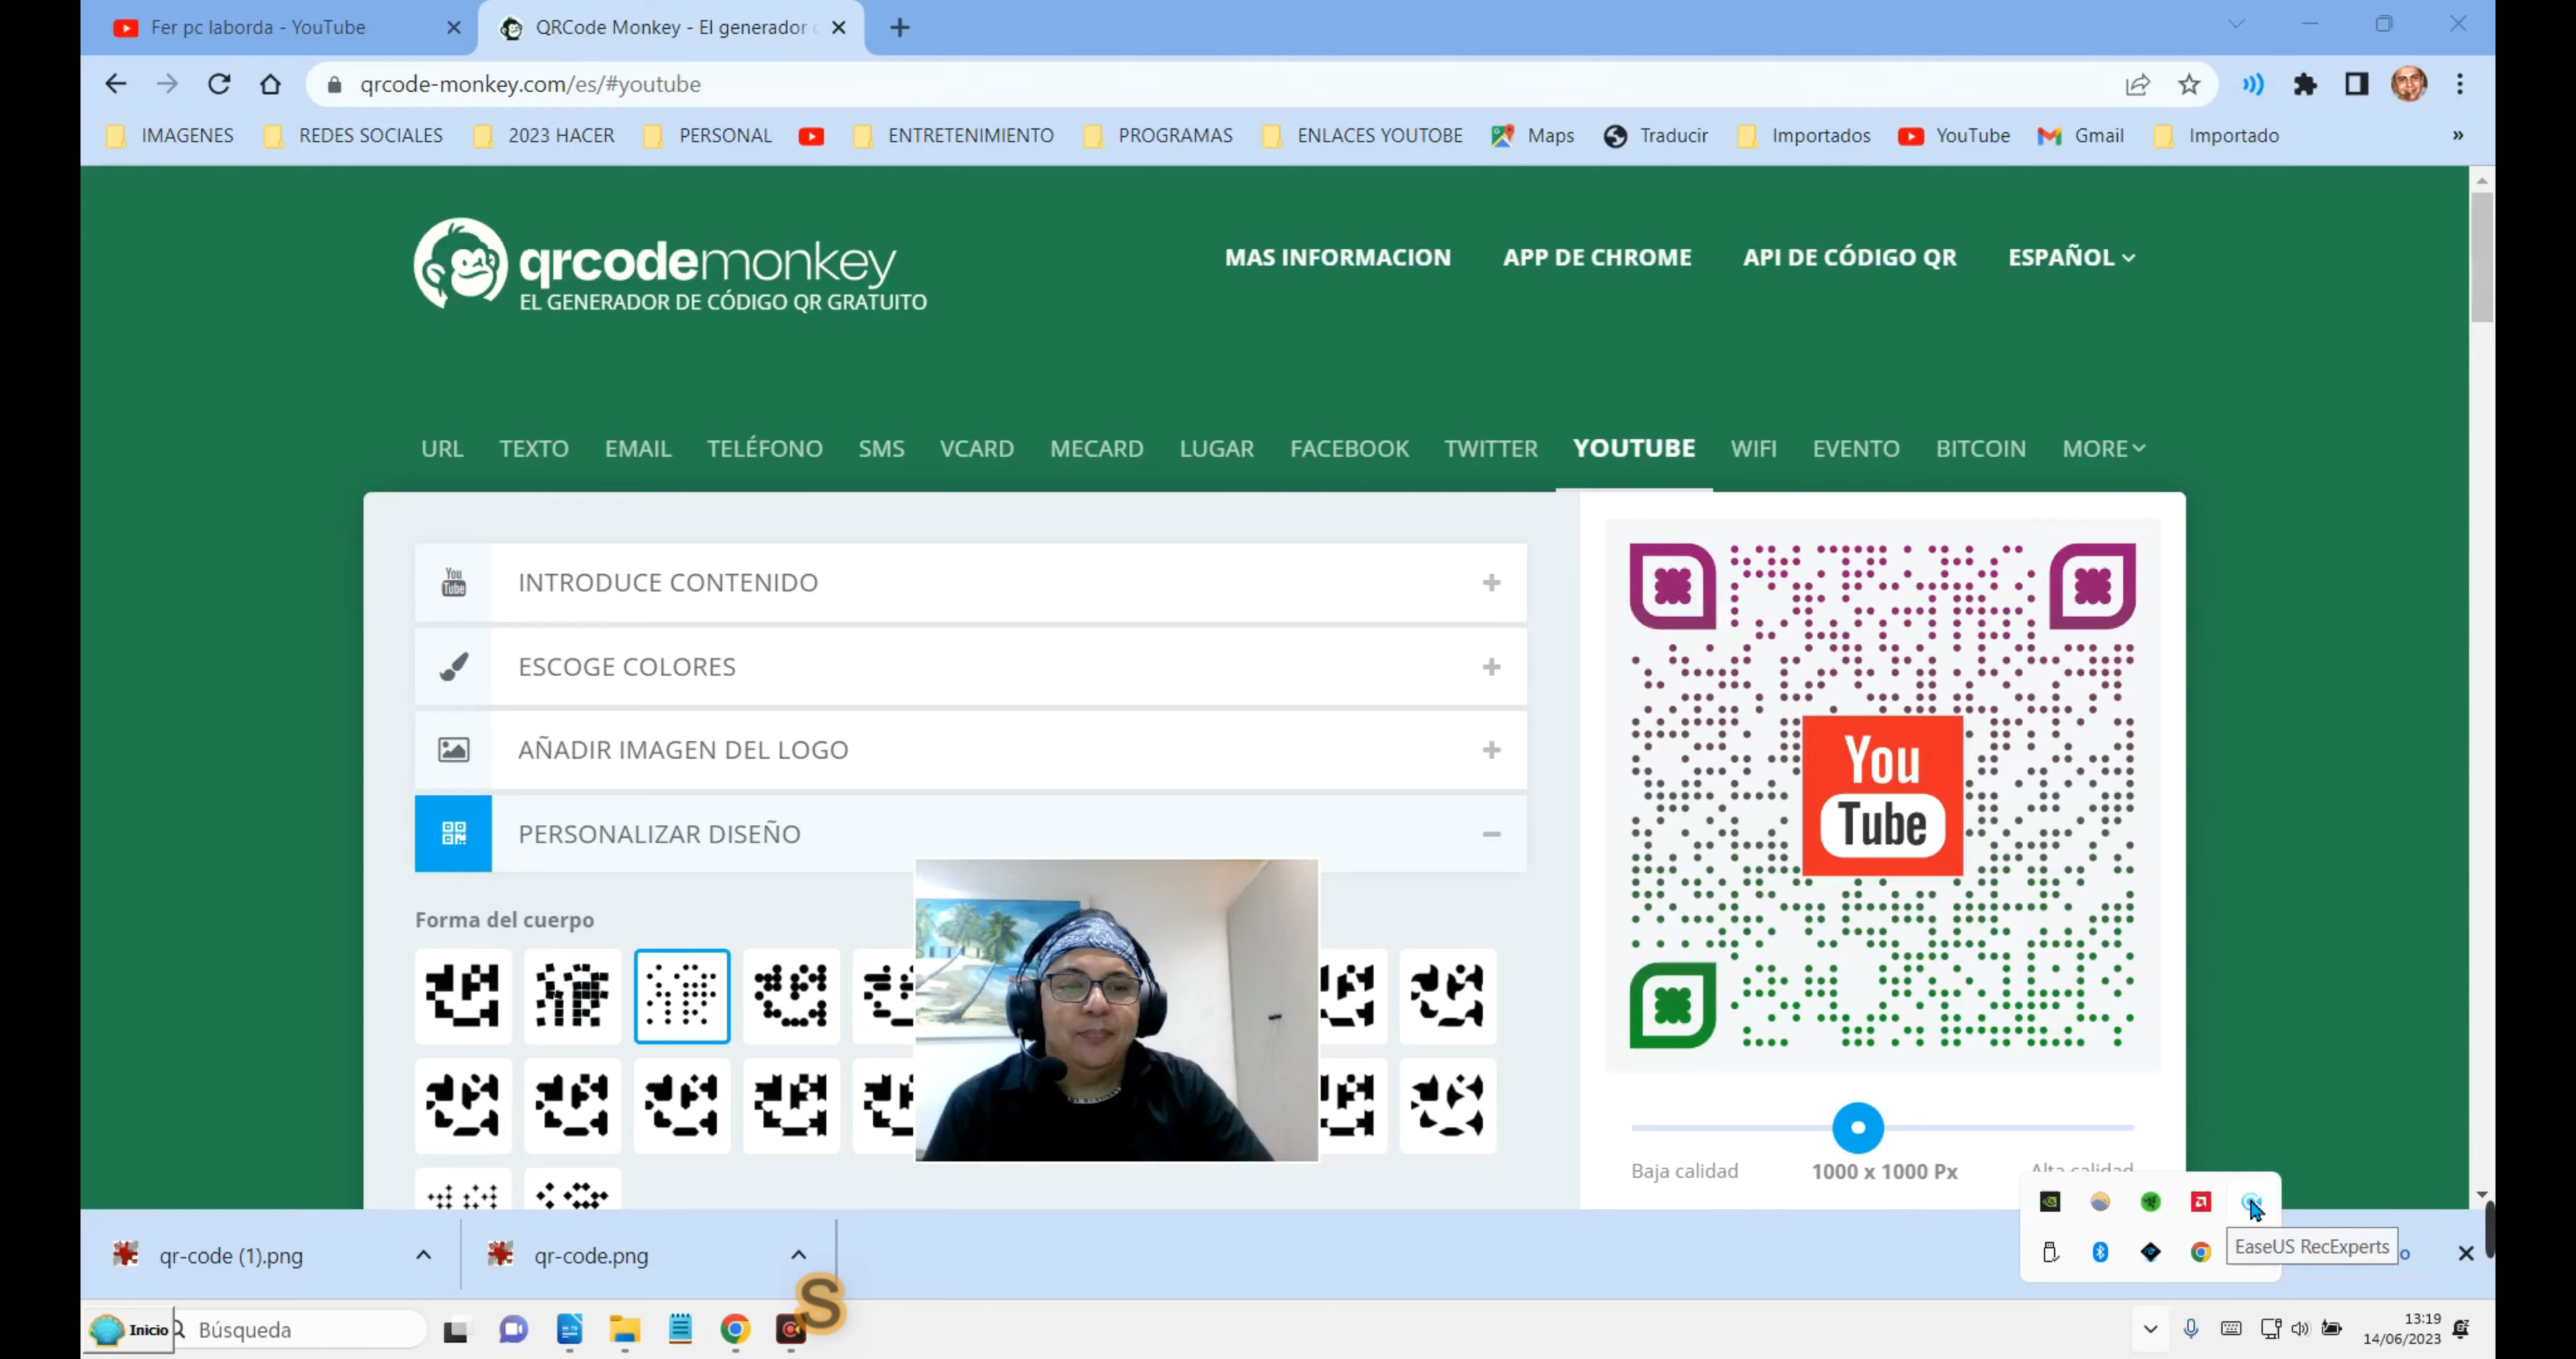 Fer pc laborda - YouTube
QRCode Monkey - El generador
qrcode-monkey.com/es/#youtube
IMAGENES REDES SOCIALES 2023 HACER PERSONAL ENTRETENIMIENTO PROGRAMAS ENLACES YOUTOBE Maps Traducir Importados YouTube Gmail Importado »
qrcodemonkey
EL GENERADOR DE CÓDIGO QR GRATUITO
MAS INFORMACION APP DE CHROME API DE CÓDIGO QR ESPAÑOL
URL TEXTO EMAIL TELÉFONO SMS VCARD MECARD LUGAR FACEBOOK TWITTER YOUTUBE WIFI EVENTO BITCOIN MORE
You
Tube
INTRODUCE CONTENIDO
ESCOGE COLORES
AÑADIR IMAGEN DEL LOGO
PERSONALIZAR DISEÑO
Forma del cuerpo
You
Tube
Baja calidad 1000 x 1000 Px Alta calidad
EaseUS RecExperts
qr-code (1).png
qr-code.png
S
Inicio
Búsqueda
13:19
14/06/2023